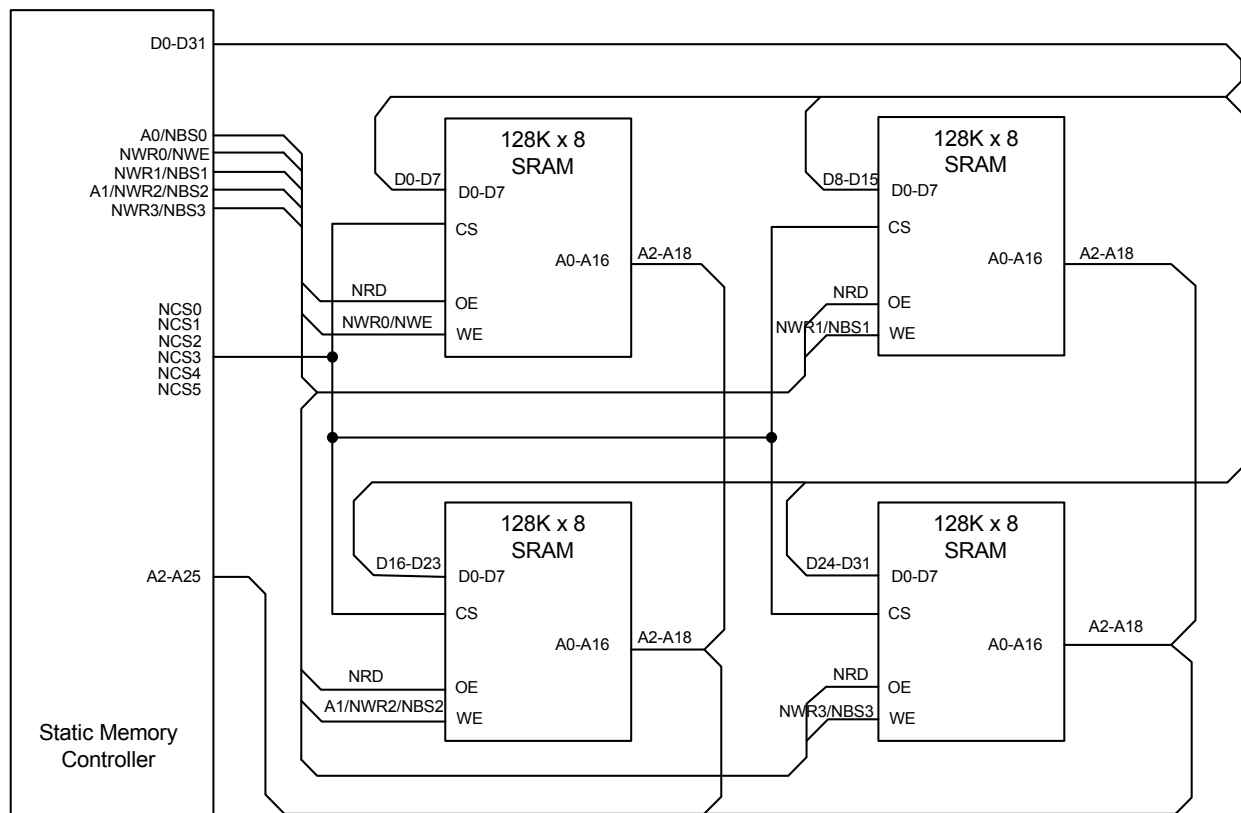 D0-D31
A0/NBS0
NWR0/NWE
NWR1/NBS1
A1/NWR2/NBS2
NWR3/NBS3
NCS0
NCS1
NCS2
NCS3
NCS4
NCS5
A2-A25
Static Memory
Controller
128K x 8
SRAM
D0-D7
D0-D7
CS
A0-A16
A2-A18
NRD
OE
NWR0/NWE
WE
128K x 8
SRAM
D8-D15
D0-D7
CS
A0-A16
A2-A18
NRD
OE
NWR1/NBS1
WE
128K x 8
SRAM
D16-D23
D0-D7
CS
A0-A16
A2-A18
NRD
OE
A1/NWR2/NBS2
WE
128K x 8
SRAM
D24-D31
D0-D7
CS
A0-A16
A2-A18
NRD
OE
NWR3/NBS3
WE